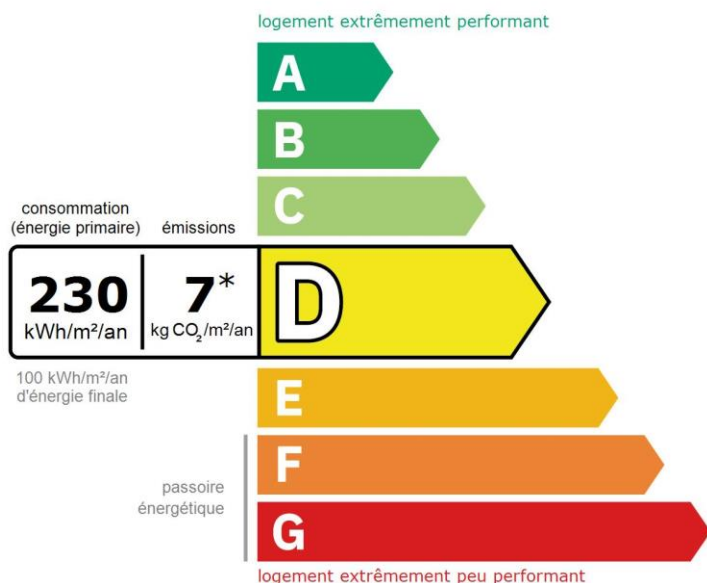 logement extrêmement performant
A
B
C
consommation
(énergie primaire)
émissions
230
kWh/m²/an
7*
kg CO₂/m²/an
D
100 kWh/m²/an
d'énergie finale
E
F
passoire
énergétique
G
logement extrêmement peu performant